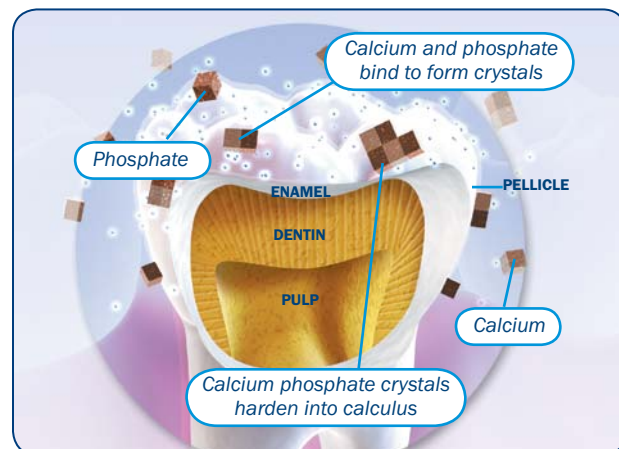 Calcium and phosphate
bind to form crystals
Phosphate
ENAMEL
PELLICLE
DENTIN
PULP
Calcium
Calcium phosphate crystals
harden into calculus